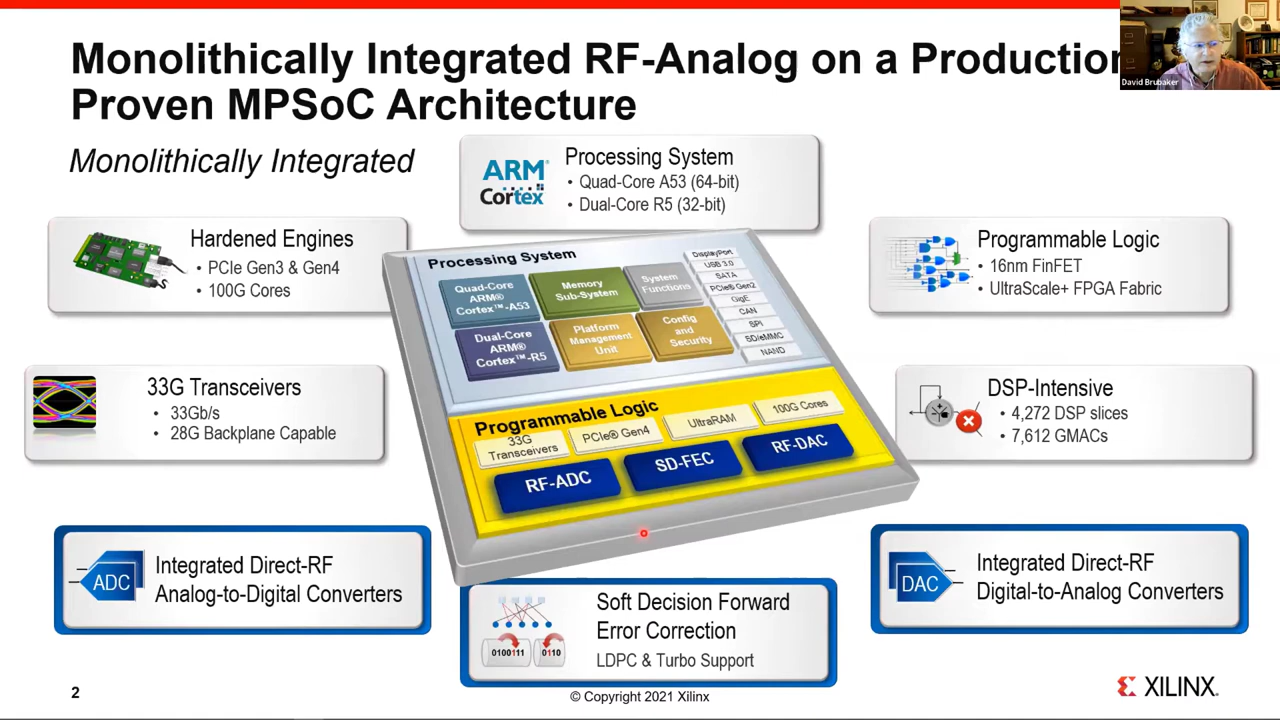 Monolithically Integrated RF-Analog on a Production
Proven MPSoC Architecture
David Brubaker
Monolithically Integrated
ARM®
Cortex
Processing System
• Quad-Core A53 (64-bit)
• Dual-Core R5 (32-bit)
Hardened Engines
• PCIe Gen3 & Gen4
• 100G Cores
Programmable Logic
• 16nm FinFET
• UltraScale+ FPGA Fabric
33G Transceivers
• 33Gb/s
• 28G Backplane Capable
DSP-Intensive
• 4,272 DSP slices
• 7,612 GMACs
Processing System
Quad-Core
ARM®
Cortex™-A53
Memory
Sub-System
System
Functions
Dual-Core
ARM®
Cortex™-R5
Platform
Management
Unit
Config
and
Security
DisplayPort
USB 3.0
SATA
PCIe® Gen2
GigE
CAN
SPI
SD/eMMC
NAND
Programmable Logic
33G
Transceivers
PCIe® Gen4
UltraRAM
100G Cores
RF-ADC
SD-FEC
RF-DAC
ADC
Integrated Direct-RF
Analog-to-Digital Converters
0100111
0110
Soft Decision Forward
Error Correction
LDPC & Turbo Support
DAC
Integrated Direct-RF
Digital-to-Analog Converters
2
© Copyright 2021 Xilinx
XILINX.